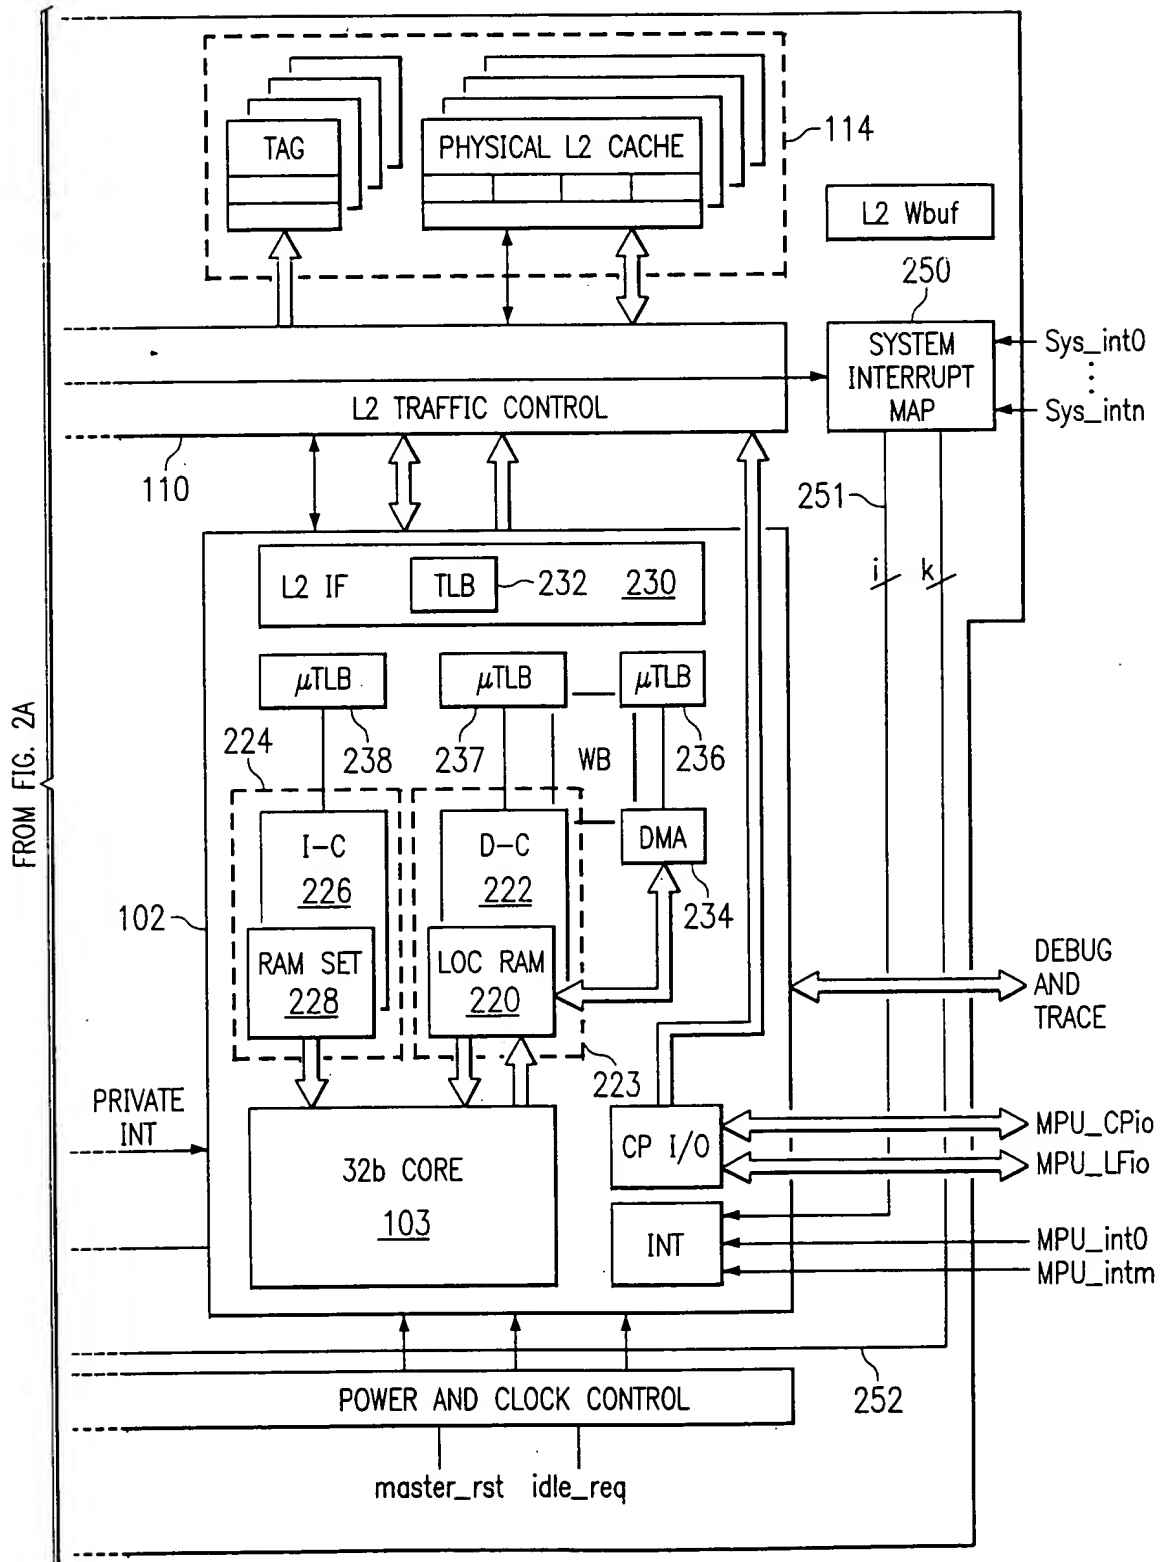 TAG
PHYSICAL L2 CACHE
114
L2 Wbuf
250
SYSTEM
INTERRUPT
MAP
Sys_int0
Sys_intn
L2 TRAFFIC CONTROL
110
251
i
k
L2 IF
TLB
232
230
μTLB
μTLB
μTLB
238
237
236
224
WB
FROM FIG. 2A
I-C
226
D-C
222
DMA
234
102
RAM SET
228
LOC RAM
220
DEBUG
AND
TRACE
223
PRIVATE
INT
32b CORE
103
CP I/O
MPU_CPio
MPU_LFio
INT
MPU_int0
MPU_intm
252
POWER AND CLOCK CONTROL
master_rst
idle_req